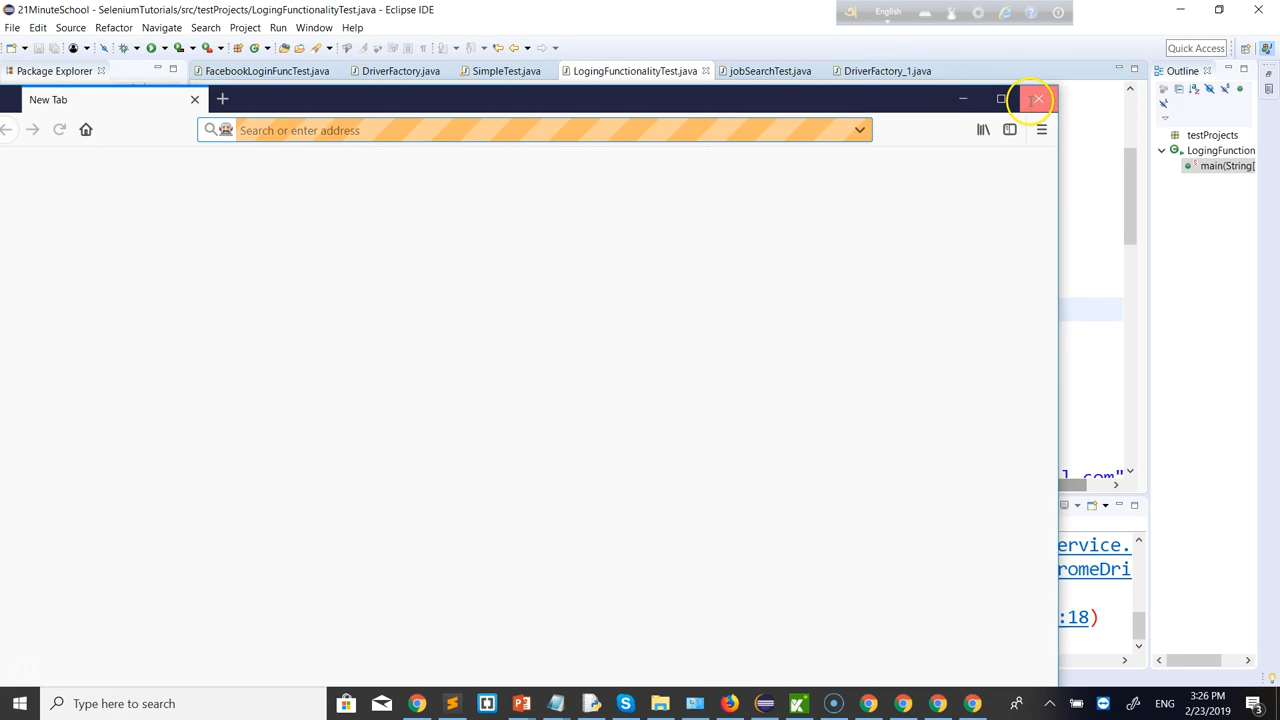 21MinuteSchool - SeleniumTutorials/src/testProjects/LogingFunctionalityTest.java - Eclipse IDE
English
File Edit Source Refactor Navigate Search Project Run Window Help
Quick Access
Package Explorer
FacebookLoginFuncTest.java DriverFactory.java SimpleTest.java LogingFunctionalityTest.java jobSearchTest.java DriverFactory_1.java
Outline
New Tab
Search or enter address
testProjects
LogingFunction
main(String[
l.com"
ervice.
romeDri
:18)
Type here to search
ENG
3:26 PM
2/23/2019
3